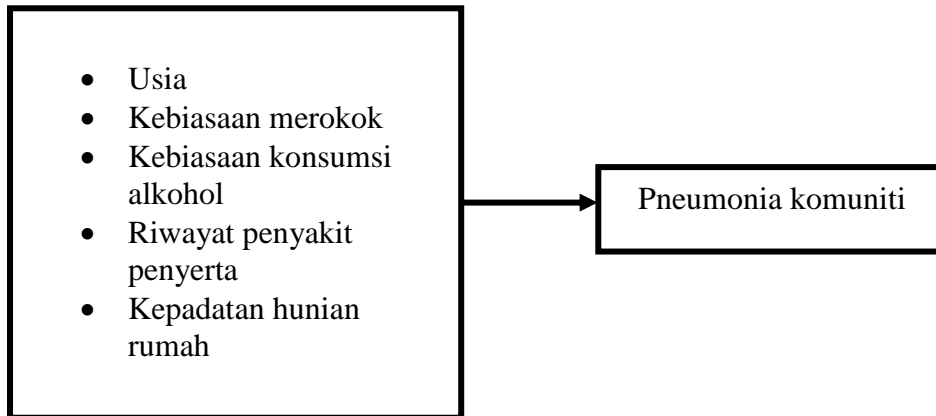 • Usia
• Kebiasaan merokok
• Kebiasaan konsumsi
alkohol
• Riwayat penyakit
penyerta
• Kepadatan hunian
rumah
Pneumonia komuniti